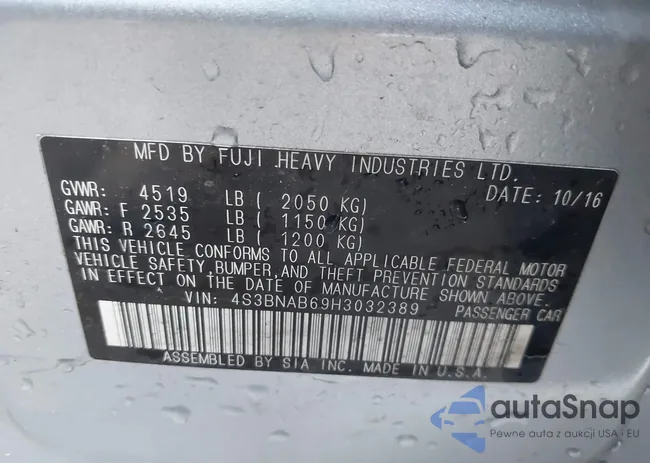 MFD BY FUJI HEAVY INDUSTRIES LTD.
GVWR: 4519 LB ( 2050 KG) DATE: 10/16
GAWR: F 2535 LB ( 1150 KG)
GAWR: R 2645 LB ( 1200 KG)
THIS VEHICLE CONFORMS TO ALL APPLICABLE FEDERAL MOTOR
VEHICLE SAFETY, BUMPER, AND THEFT PREVENTION STANDARDS
IN EFFECT ON THE DATE OF MANUFACTURE SHOWN ABOVE.
VIN: 4S3BNAB69H3032389 PASSENGER CAR
ASSEMBLED BY SIA INC. MADE IN U.S.A.
autaSnap
Pewne auta z aukcji USA i EU